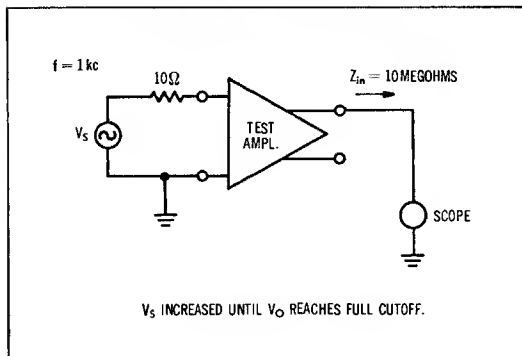 f = 1 kc
10Ω
Z_in = 10 MEGOHMS
V_S
TEST
AMPL.
SCOPE
V_S INCREASED UNTIL V_O REACHES FULL CUTOFF.